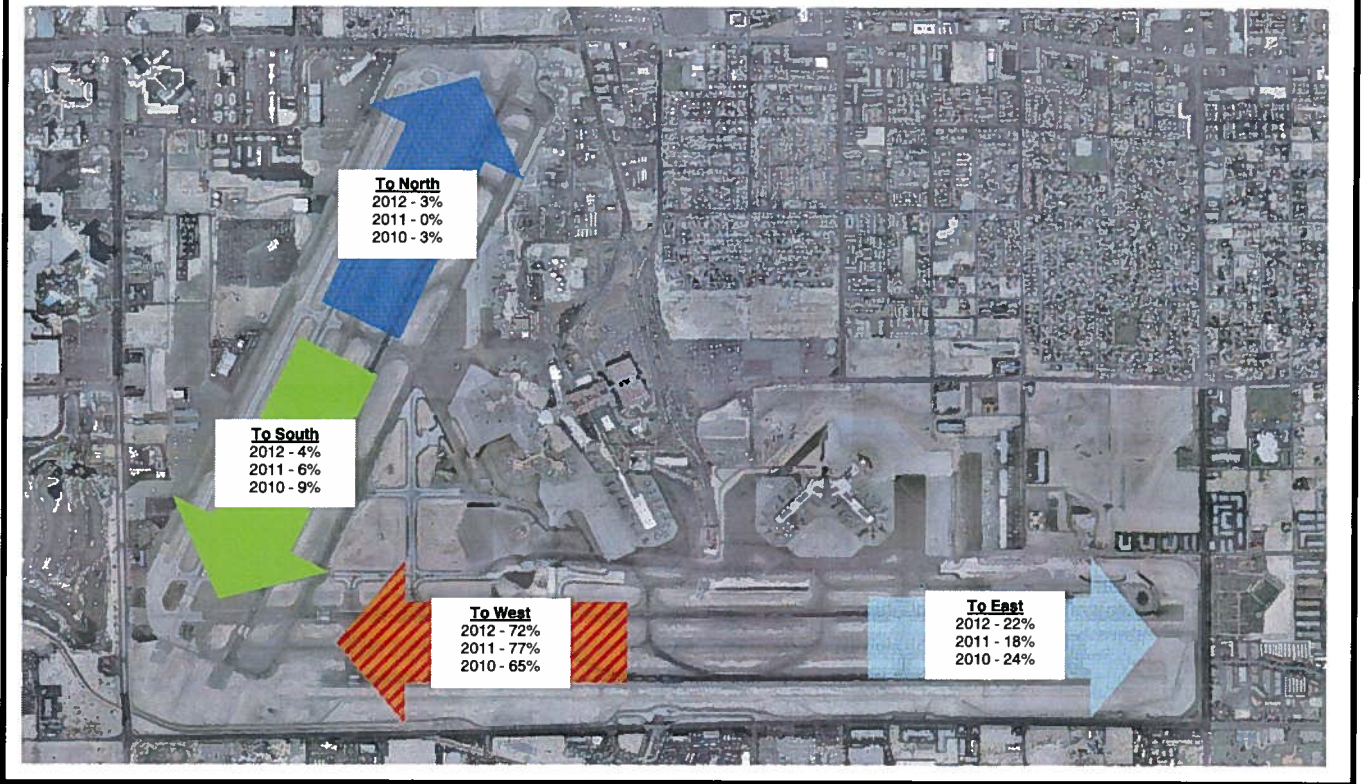 To North
2012 - 3%
2011 - 0%
2010 - 3%
To South
2012 - 4%
2011 - 6%
2010 - 9%
To West
2012 - 72%
2011 - 77%
2010 - 65%
To East
2012 - 22%
2011 - 18%
2010 - 24%